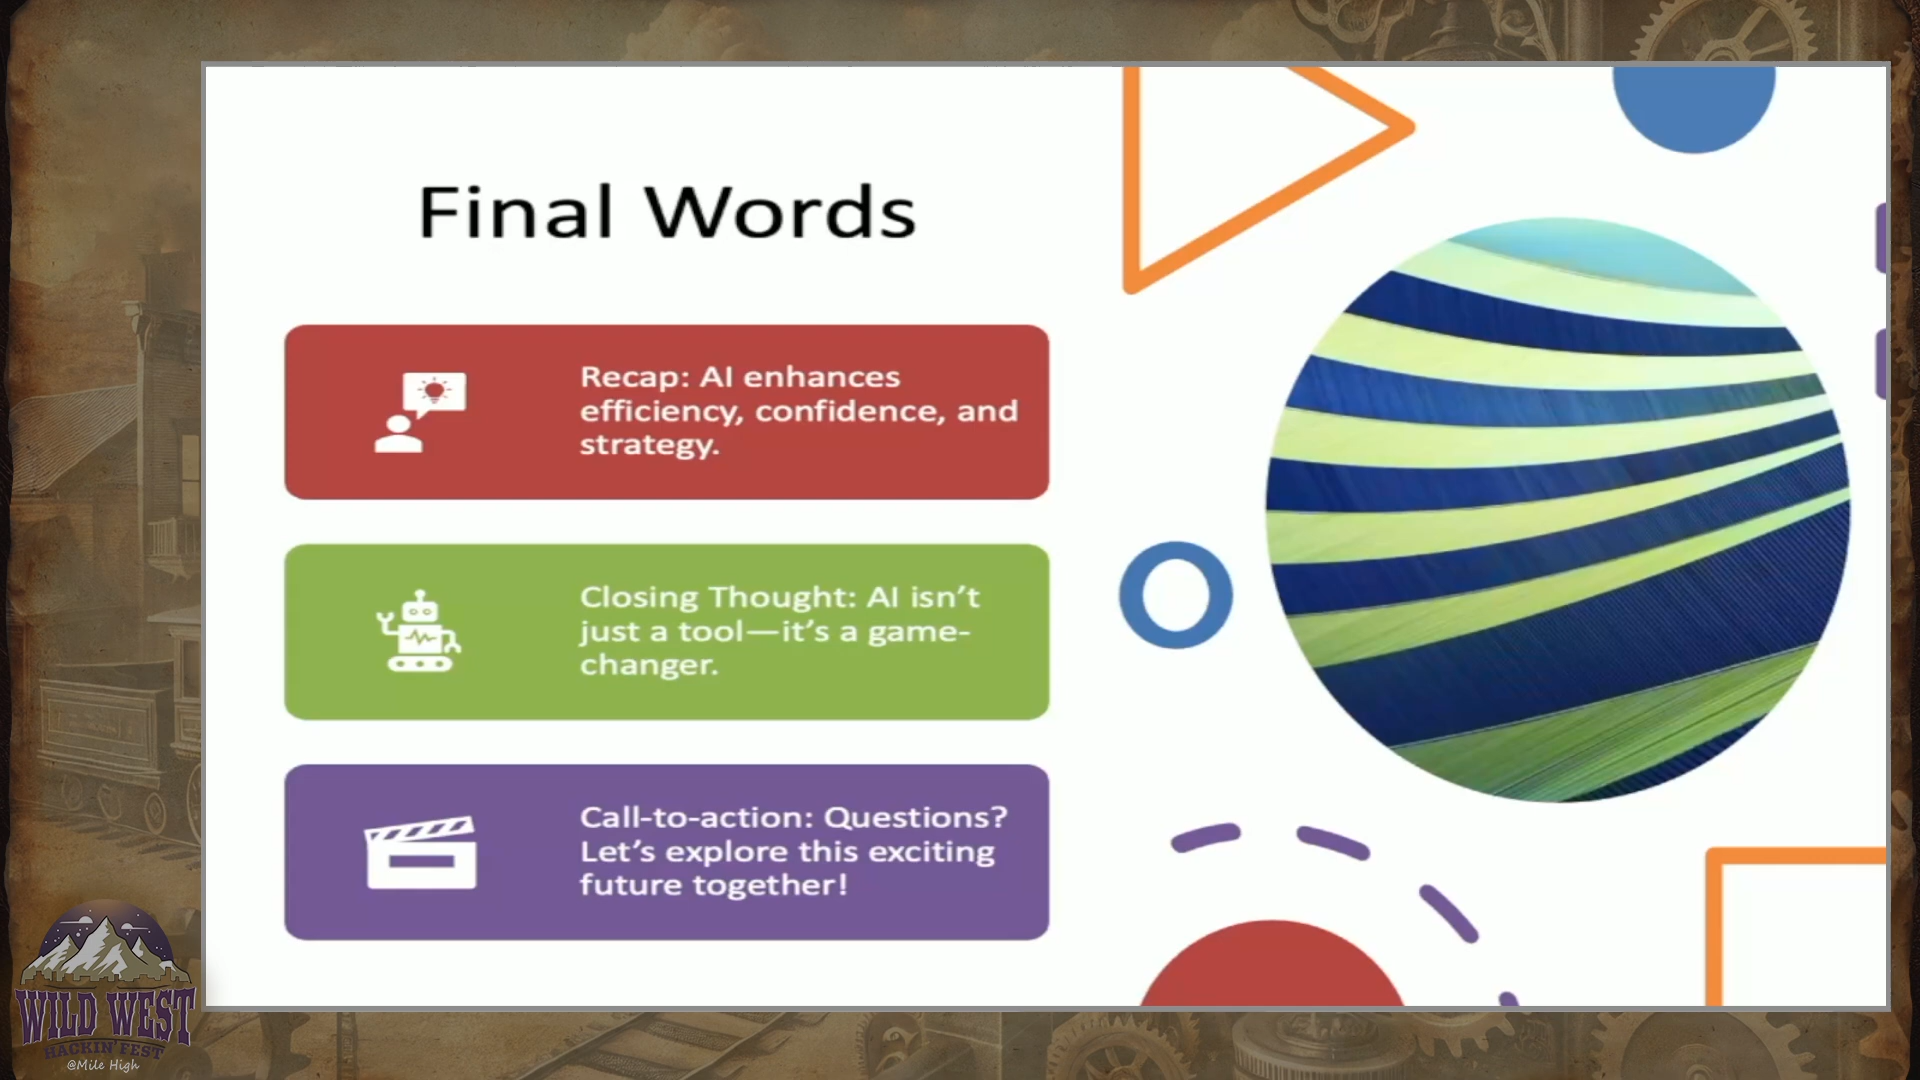 Final Words
Recap: AI enhances
efficiency, confidence, and
strategy.
Closing Thought: AI isn’t
just a tool—it’s a game-
changer.
Call-to-action: Questions?
Let’s explore this exciting
future together!
WILD WEST
HACKIN' FEST
@Mile High